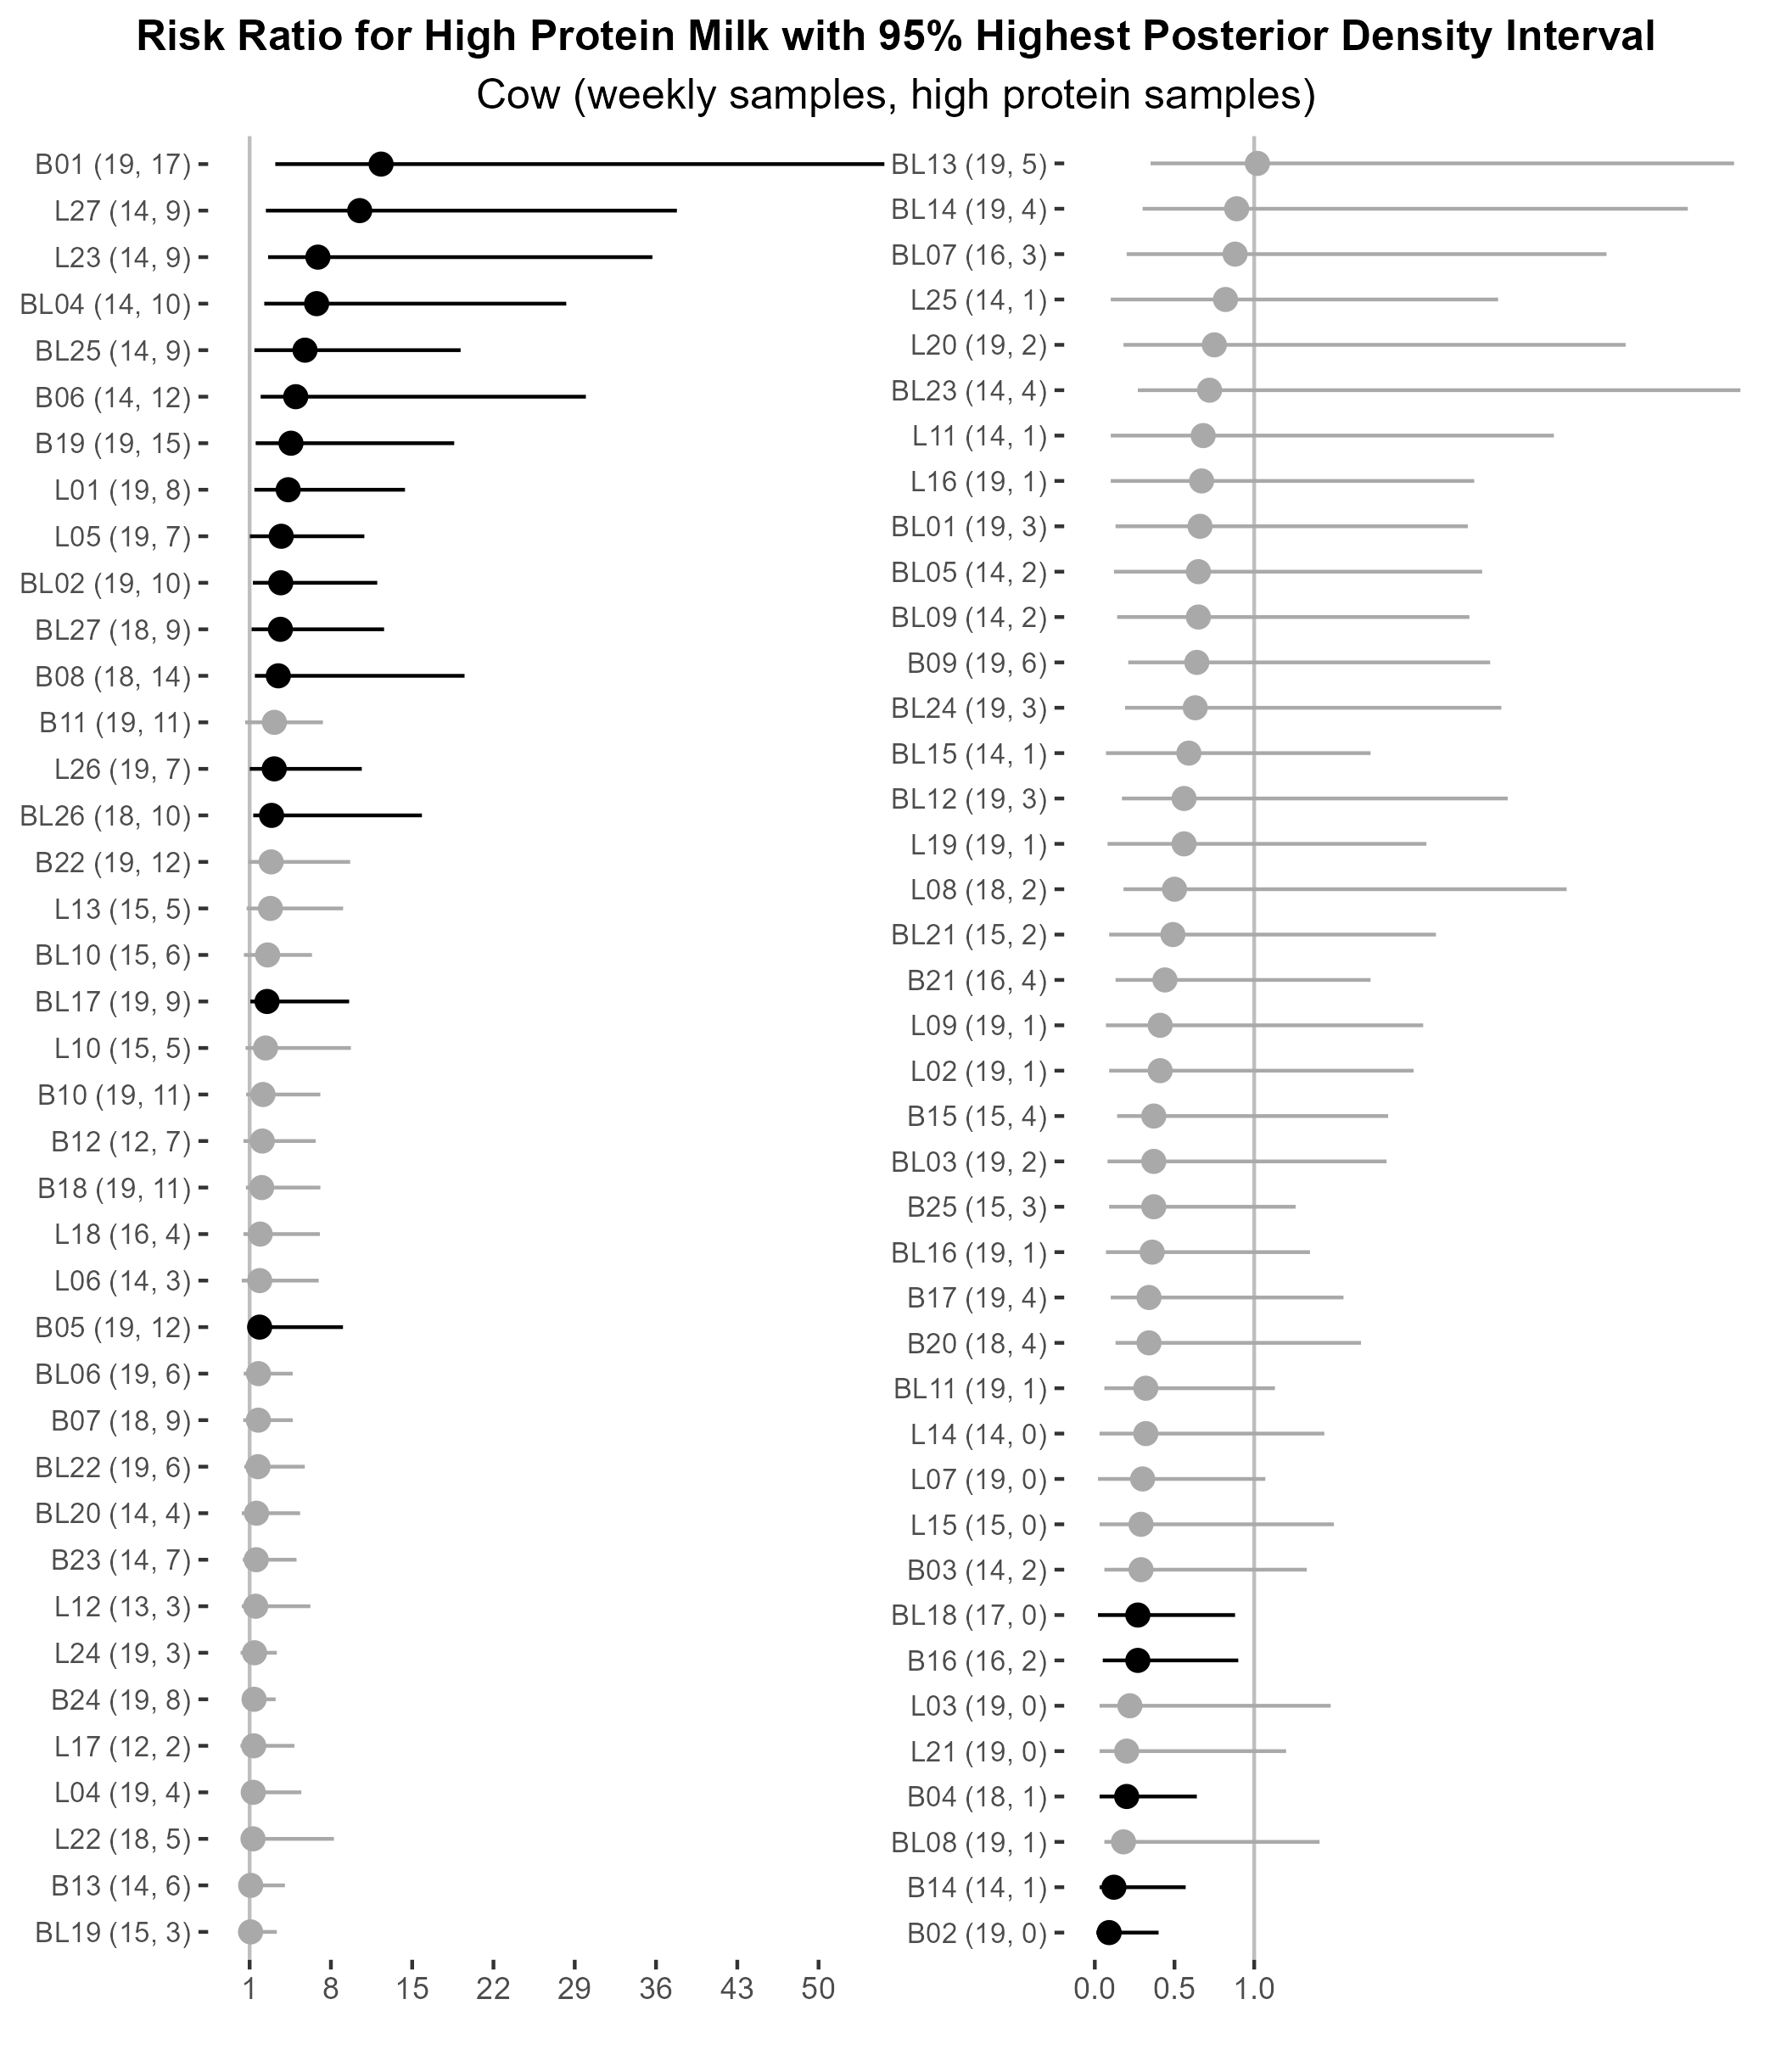 Risk Ratio for High Protein Milk with 95% Highest Posterior Density Interval
Cow (weekly samples, high protein samples)
B01 (19, 17)
L27 (14, 9)
L23 (14, 9)
BL04 (14, 10)
BL25 (14, 9)
B06 (14, 12)
B19 (19, 15)
L01 (19, 8)
L05 (19, 7)
BL02 (19, 10)
BL27 (18, 9)
B08 (18, 14)
B11 (19, 11)
L26 (19, 7)
BL26 (18, 10)
B22 (19, 12)
L13 (15, 5)
BL10 (15, 6)
BL17 (19, 9)
L10 (15, 5)
B10 (19, 11)
B12 (12, 7)
B18 (19, 11)
L18 (16, 4)
L06 (14, 3)
B05 (19, 12)
BL06 (19, 6)
B07 (18, 9)
BL22 (19, 6)
BL20 (14, 4)
B23 (14, 7)
L12 (13, 3)
L24 (19, 3)
B24 (19, 8)
L17 (12, 2)
L04 (19, 4)
L22 (18, 5)
B13 (14, 6)
BL19 (15, 3)
1 8 15 22 29 36 43 50
BL13 (19, 5)
BL14 (19, 4)
BL07 (16, 3)
L25 (14, 1)
L20 (19, 2)
BL23 (14, 4)
L11 (14, 1)
L16 (19, 1)
BL01 (19, 3)
BL05 (14, 2)
BL09 (14, 2)
B09 (19, 6)
BL24 (19, 3)
BL15 (14, 1)
BL12 (19, 3)
L19 (19, 1)
L08 (18, 2)
BL21 (15, 2)
B21 (16, 4)
L09 (19, 1)
L02 (19, 1)
B15 (15, 4)
BL03 (19, 2)
B25 (15, 3)
BL16 (19, 1)
B17 (19, 4)
B20 (18, 4)
BL11 (19, 1)
L14 (14, 0)
L07 (19, 0)
L15 (15, 0)
B03 (14, 2)
BL18 (17, 0)
B16 (16, 2)
L03 (19, 0)
L21 (19, 0)
B04 (18, 1)
BL08 (19, 1)
B14 (14, 1)
B02 (19, 0)
0.0 0.5 1.0